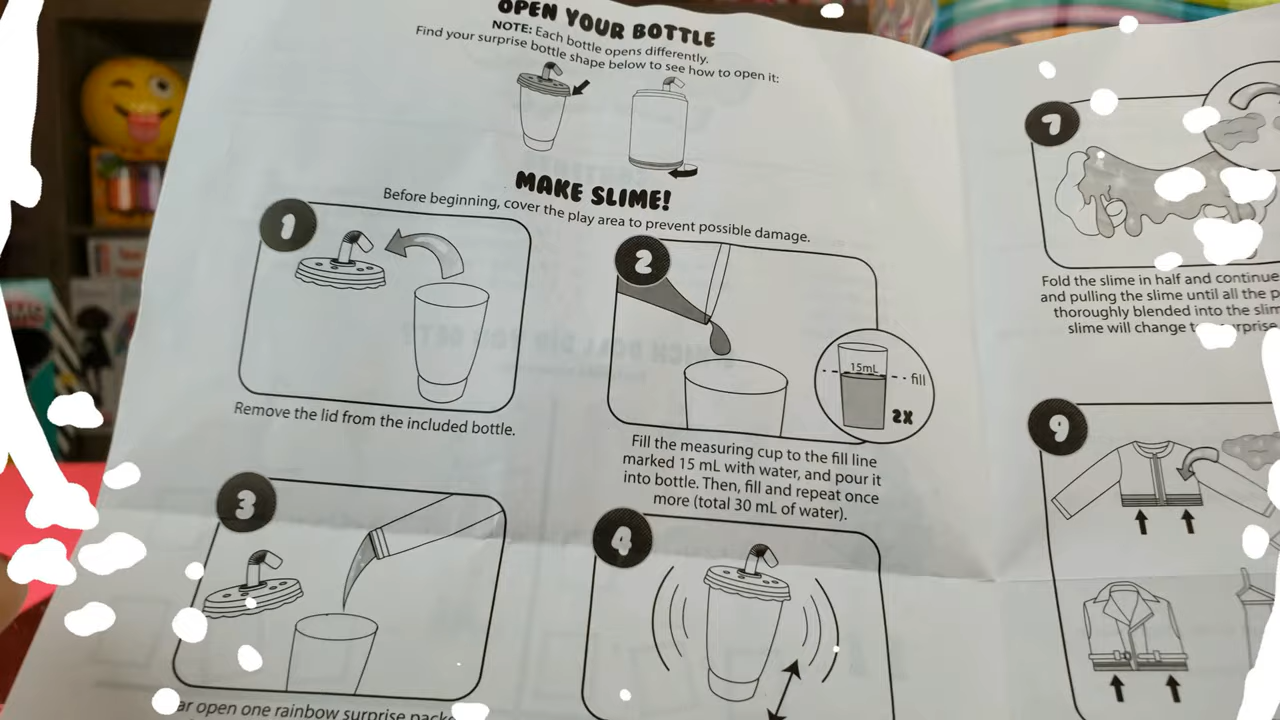 OPEN YOUR BOTTLE
NOTE: Each bottle opens differently.
Find your surprise bottle shape below to see how to open it:
MAKE SLIME!
Before beginning, cover the play area to prevent possible damage.
1
Remove the lid from the included bottle.
2
15mL
fill
2X
Fill the measuring cup to the fill line
marked 15 mL with water, and pour it
into bottle. Then, fill and repeat once
more (total 30 mL of water).
3
open one rainbow surprise
4
7
Fold the slime in half and continue
and pulling the slime until all the
thoroughly blended into the
slime will change
9